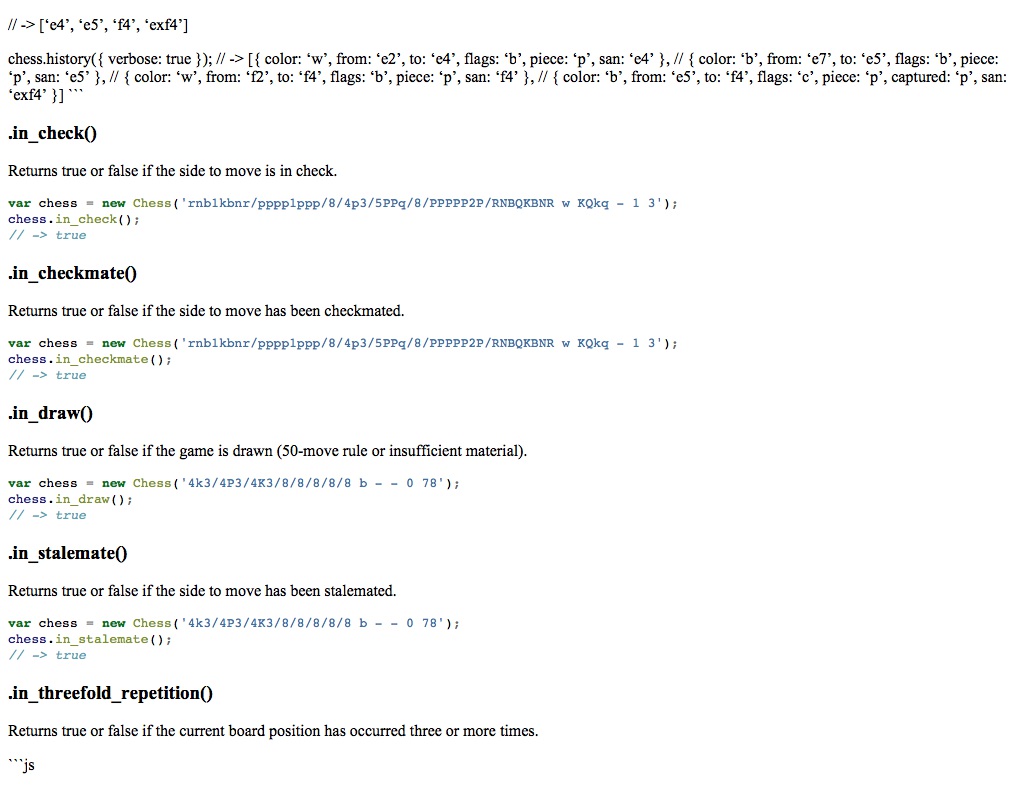 // -> [‘e4’, ‘e5’, ‘f4’, ‘exf4’]
chess.history({ verbose: true }); // -> [{ color: ‘w’, from: ‘e2’, to: ‘e4’, flags: ‘b’, piece: ‘p’, san: ‘e4’ }, // { color: ‘b’, from: ‘e7’, to: ‘e5’, flags: ‘b’, piece:
‘p’, san: ‘e5’ }, // { color: ‘w’, from: ‘f2’, to: ‘f4’, flags: ‘b’, piece: ‘p’, san: ‘f4’ }, // { color: ‘b’, from: ‘e5’, to: ‘f4’, flags: ‘c’, piece: ‘p’, captured: ‘p’, san:
‘exf4’ }] ```
.in_check()
Returns true or false if the side to move is in check.
var chess = new Chess('rnb1kbnr/pppp1ppp/8/4p3/5PPq/8/PPPPP2P/RNBQKBNR w KQkq - 1 3');
chess.in_check();
// -> true
.in_checkmate()
Returns true or false if the side to move has been checkmated.
var chess = new Chess('rnb1kbnr/pppp1ppp/8/4p3/5PPq/8/PPPPP2P/RNBQKBNR w KQkq - 1 3');
chess.in_checkmate();
// -> true
.in_draw()
Returns true or false if the game is drawn (50-move rule or insufficient material).
var chess = new Chess('4k3/4P3/4K3/8/8/8/8/8 b - - 0 78');
chess.in_draw();
// -> true
.in_stalemate()
Returns true or false if the side to move has been stalemated.
var chess = new Chess('4k3/4P3/4K3/8/8/8/8/8 b - - 0 78');
chess.in_stalemate();
// -> true
.in_threefold_repetition()
Returns true or false if the current board position has occurred three or more times.
```js